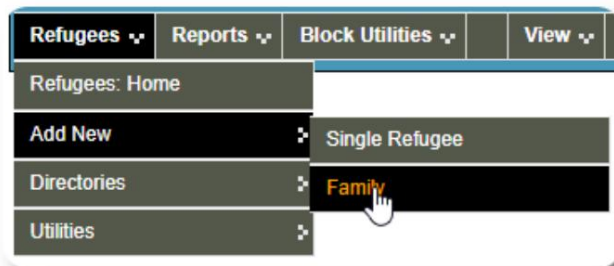 Refugees Reports Block Utilities View
Refugees: Home
Add New
Single Refugee
Directories
Family
Utilities